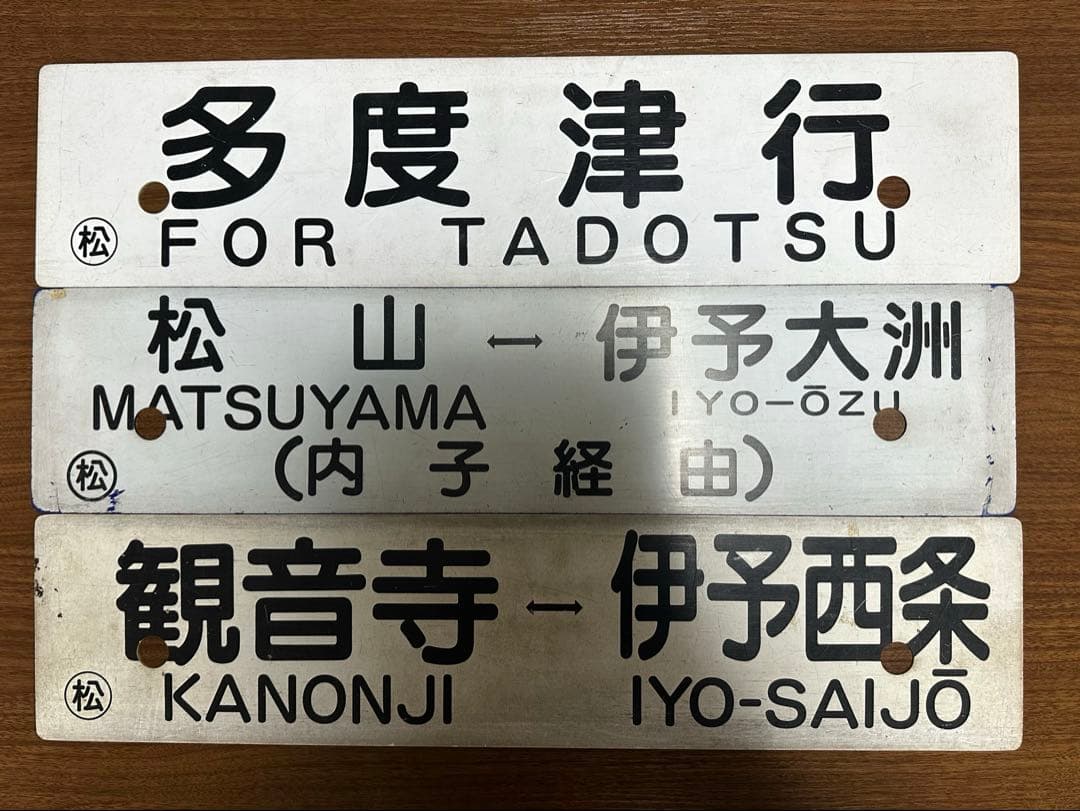 多度津行
松 FOR TADOTSU
松山 ↔ 伊予大洲
MATSUYAMA IYO-ŌZU
松 (内子経由)
観音寺 ↔ 伊予西条
松 KANONJI IYO-SAIJŌ